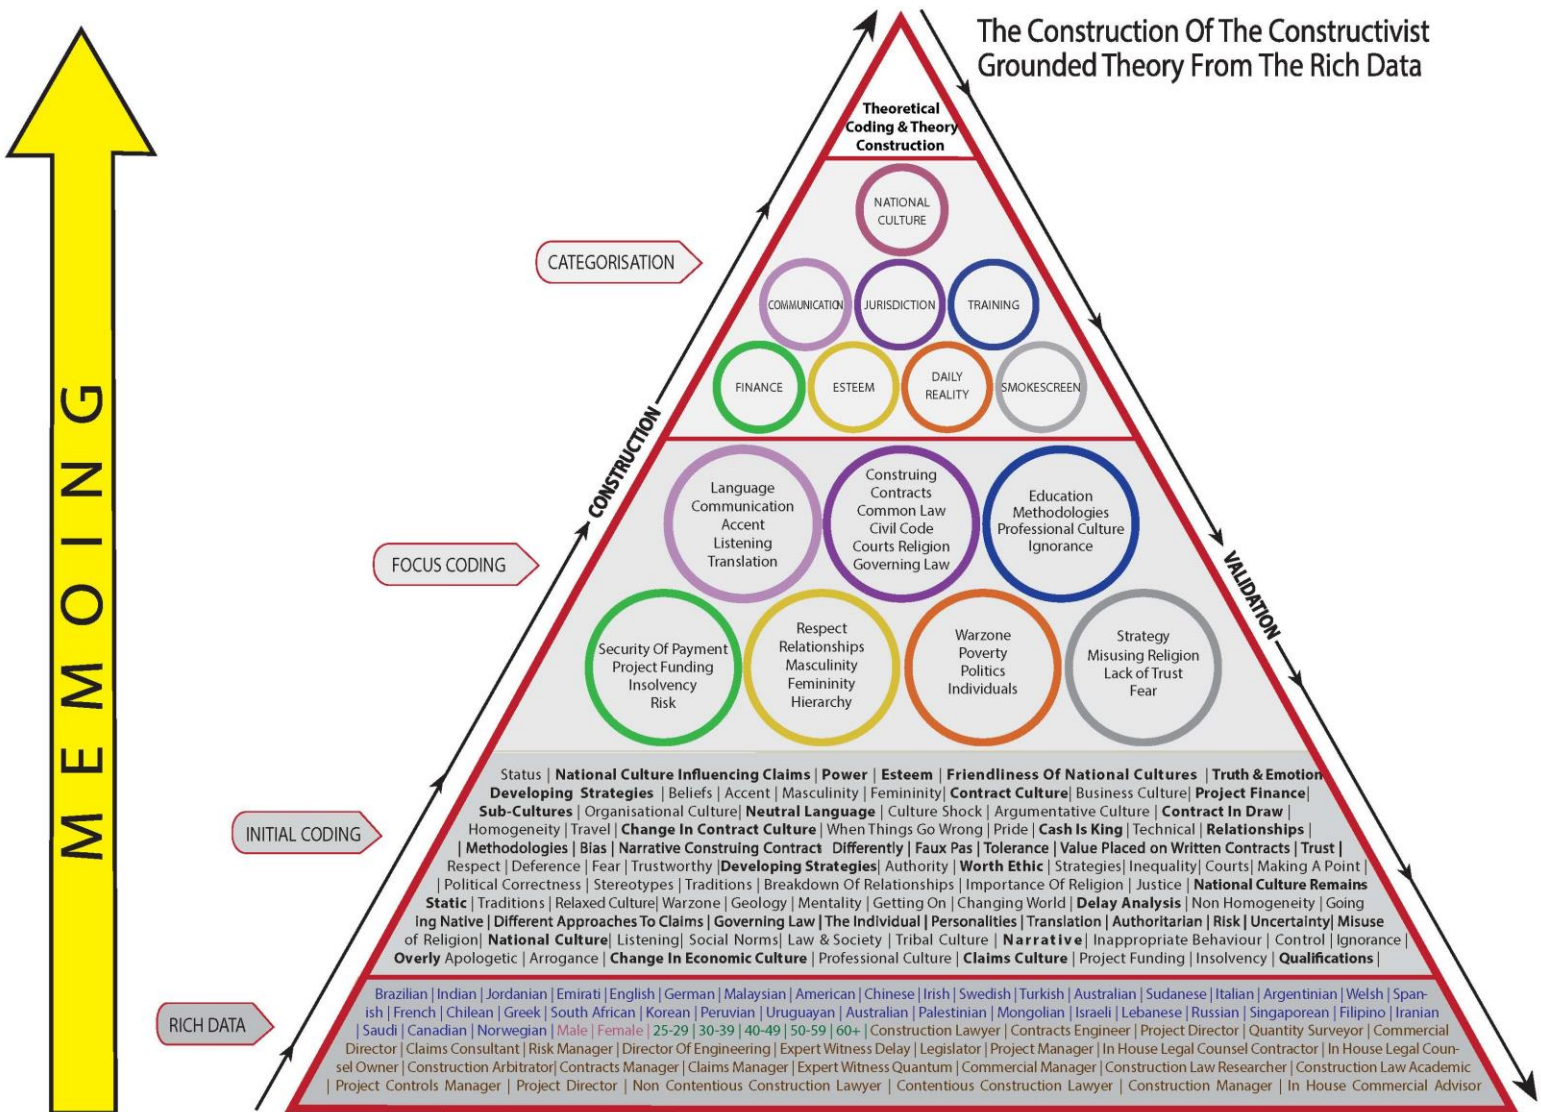 The Construction Of The Constructivist
Grounded Theory From The Rich Data
Theoretical
Coding & Theory
Construction
NATIONAL
CULTURE
CATEGORISATION
COMMUNICATION
JURISDICTION
TRAINING
FINANCE
ESTEEM
DAILY
REALITY
SMOKESCREEN
CONSTRUCTION
MEMOING
FOCUS CODING
Language
Communication
Accent
Listening
Translation
Construing
Contracts
Common Law
Civil Code
Courts Religion
Governing Law
Education
Methodologies
Professional Culture
Ignorance
VALIDATION
Security Of Payment
Project Funding
Insolvency
Risk
Respect
Relationships
Masculinity
Femininity
Hierarchy
Warzone
Poverty
Politics
Individuals
Strategy
Misusing Religion
Lack of Trust
Fear
INITIAL CODING
Status | National Culture Influencing Claims | Power | Esteem | Friendliness Of National Cultures | Truth & Emotion
Developing Strategies | Beliefs | Accent | Masculinity | Femininity| Contract Culture| Business Culture| Project Finance|
Sub-Cultures | Organisational Culture| Neutral Language | Culture Shock | Argumentative Culture | Contract In Draw |
Homogeneity | Travel | Change In Contract Culture | When Things Go Wrong | Pride | Cash Is King | Technical | Relationships |
| Methodologies | Bias | Narrative Construing Contract Differently | Faux Pas | Tolerance | Value Placed on Written Contracts | Trust |
Respect | Deference | Fear | Trustworthy |Developing Strategies| Authority | Worth Ethic | Strategies| Inequality| Courts| Making A Point |
| Political Correctness | Stereotypes | Traditions | Breakdown Of Relationships | Importance Of Religion | Justice | National Culture Remains
Static | Traditions | Relaxed Culture| Warzone | Geology | Mentality | Getting On | Changing World | Delay Analysis | Non Homogeneity | Going
ing Native | Different Approaches To Claims | Governing Law | The Individual | Personalities | Translation | Authoritarian | Risk | Uncertainty| Misuse
of Religion| National Culture| Listening| Social Norms| Law & Society | Tribal Culture | Narrative | Inappropriate Behaviour | Control | Ignorance |
Overly Apologetic | Arrogance | Change In Economic Culture | Professional Culture | Claims Culture | Project Funding | Insolvency | Qualifications |
RICH DATA
Brazilian | Indian | Jordanian | Emirati | English | German | Malaysian | American | Chinese | Irish | Swedish | Turkish | Australian | Sudanese | Italian | Argentinian | Welsh | Span-
ish | French | Chilean | Greek | South African | Korean | Peruvian | Uruguayan | Australian | Palestinian | Mongolian | Israeli | Lebanese | Russian | Singaporean | Filipino | Iranian
| Saudi | Canadian | Norwegian | Male | Female | 25-29 | 30-39 | 40-49 | 50-59 | 60+ | Construction Lawyer | Contracts Engineer | Project Director | Quantity Surveyor | Commercial
Director | Claims Consultant | Risk Manager | Director Of Engineering | Expert Witness Delay | Legislator | Project Manager | In House Legal Counsel Contractor | In House Legal Coun-
sel Owner | Construction Arbitrator| Contracts Manager | Claims Manager | Expert Witness Quantum | Commercial Manager | Construction Law Researcher | Construction Law Academic
| Project Controls Manager | Project Director | Non Contentious Construction Lawyer | Contentious Construction Lawyer | Construction Manager | In House Commercial Advisor